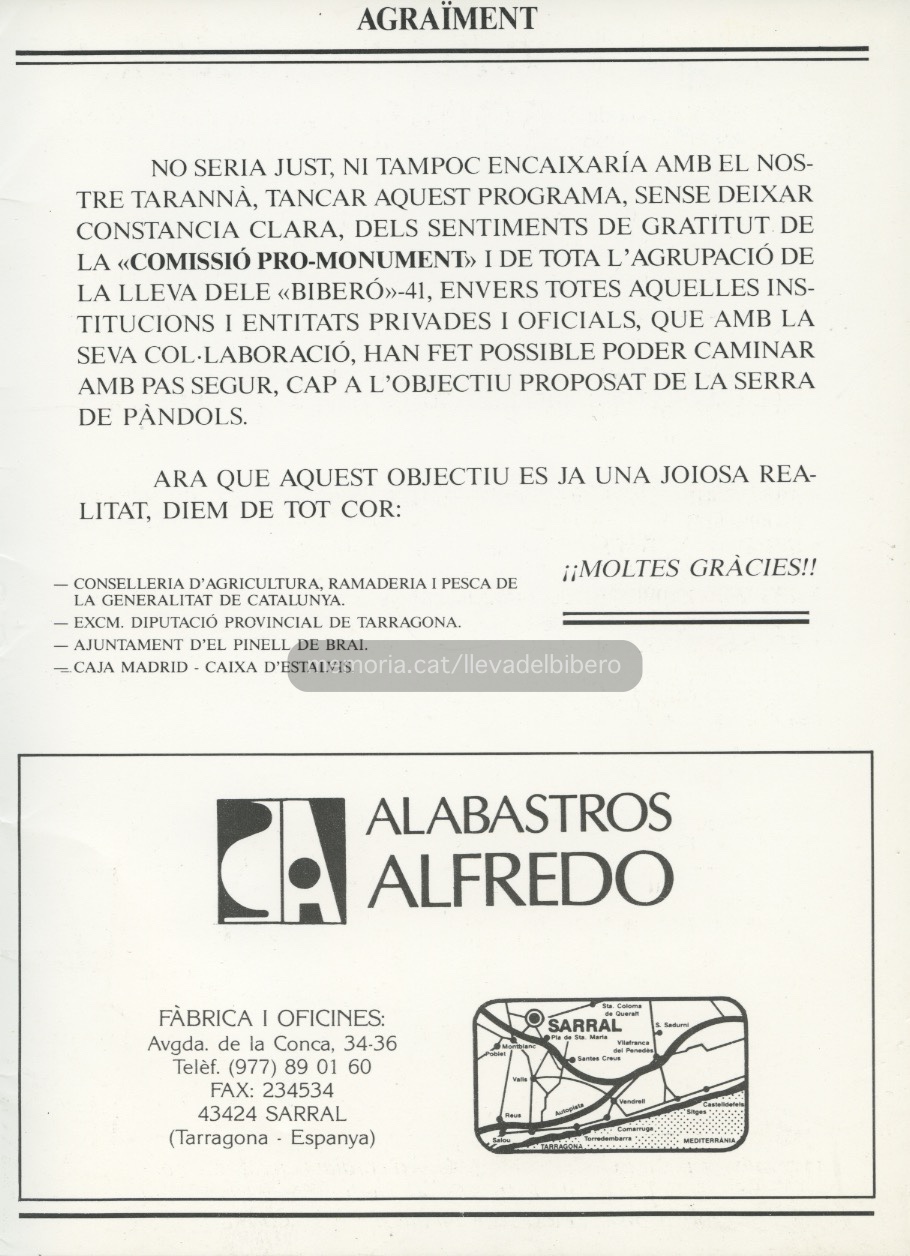 AGRAÏMENT
NO SERIA JUST, NI TAMPOC ENCAIXARÍA AMB EL NOS-
TRE TARANNÀ, TANCAR AQUEST PROGRAMA, SENSE DEIXAR
CONSTANCIA CLARA, DELS SENTIMENTS DE GRATITUT DE
LA «COMISSIÓ PRO-MONUMENT» I DE TOTA L'AGRUPACIÓ DE
LA LLEVA DELE «BIBERÓ»-41, ENVERS TOTES AQUELLES INS-
TITUCIONS I ENTITATS PRIVADES I OFICIALS, QUE AMB LA
SEVA COL·LABORACIÓ, HAN FET POSSIBLE PODER CAMINAR
AMB PAS SEGUR, CAP A L'OBJECTIU PROPOSAT DE LA SERRA
DE PÀNDOLS.
ARA QUE AQUEST OBJECTIU ES JA UNA JOIOSA REA-
LITAT, DIEM DE TOT COR:
¡¡MOLTES GRÀCIES!!
— CONSELLERIA D'AGRICULTURA, RAMADERIA I PESCA DE
LA GENERALITAT DE CATALUNYA.
— EXCM. DIPUTACIÓ PROVINCIAL DE TARRAGONA.
— AJUNTAMENT D'EL PINELL DE BRAI.
— CAJA MADRID - CAIXA D'ESTALVIS
memoria.cat/llevadelbibero
ALABASTROS
ALFREDO
FÀBRICA I OFICINES:
Avgda. de la Conca, 34-36
Telèf. (977) 89 01 60
FAX: 234534
43424 SARRAL
(Tarragona - Espanya)
Sta. Coloma
de Queralt
SARRAL
S. Sadurní
Pla de Sta. Maria
Montblanc
Poblet
Vilafranca
del Penedès
Santes Creus
Valls
Vendrell
Autopista
Castelldefels
Sitges
Reus
Comarruga
Salou
Torredembarra
TARRAGONA
MEDITERRÀNIA